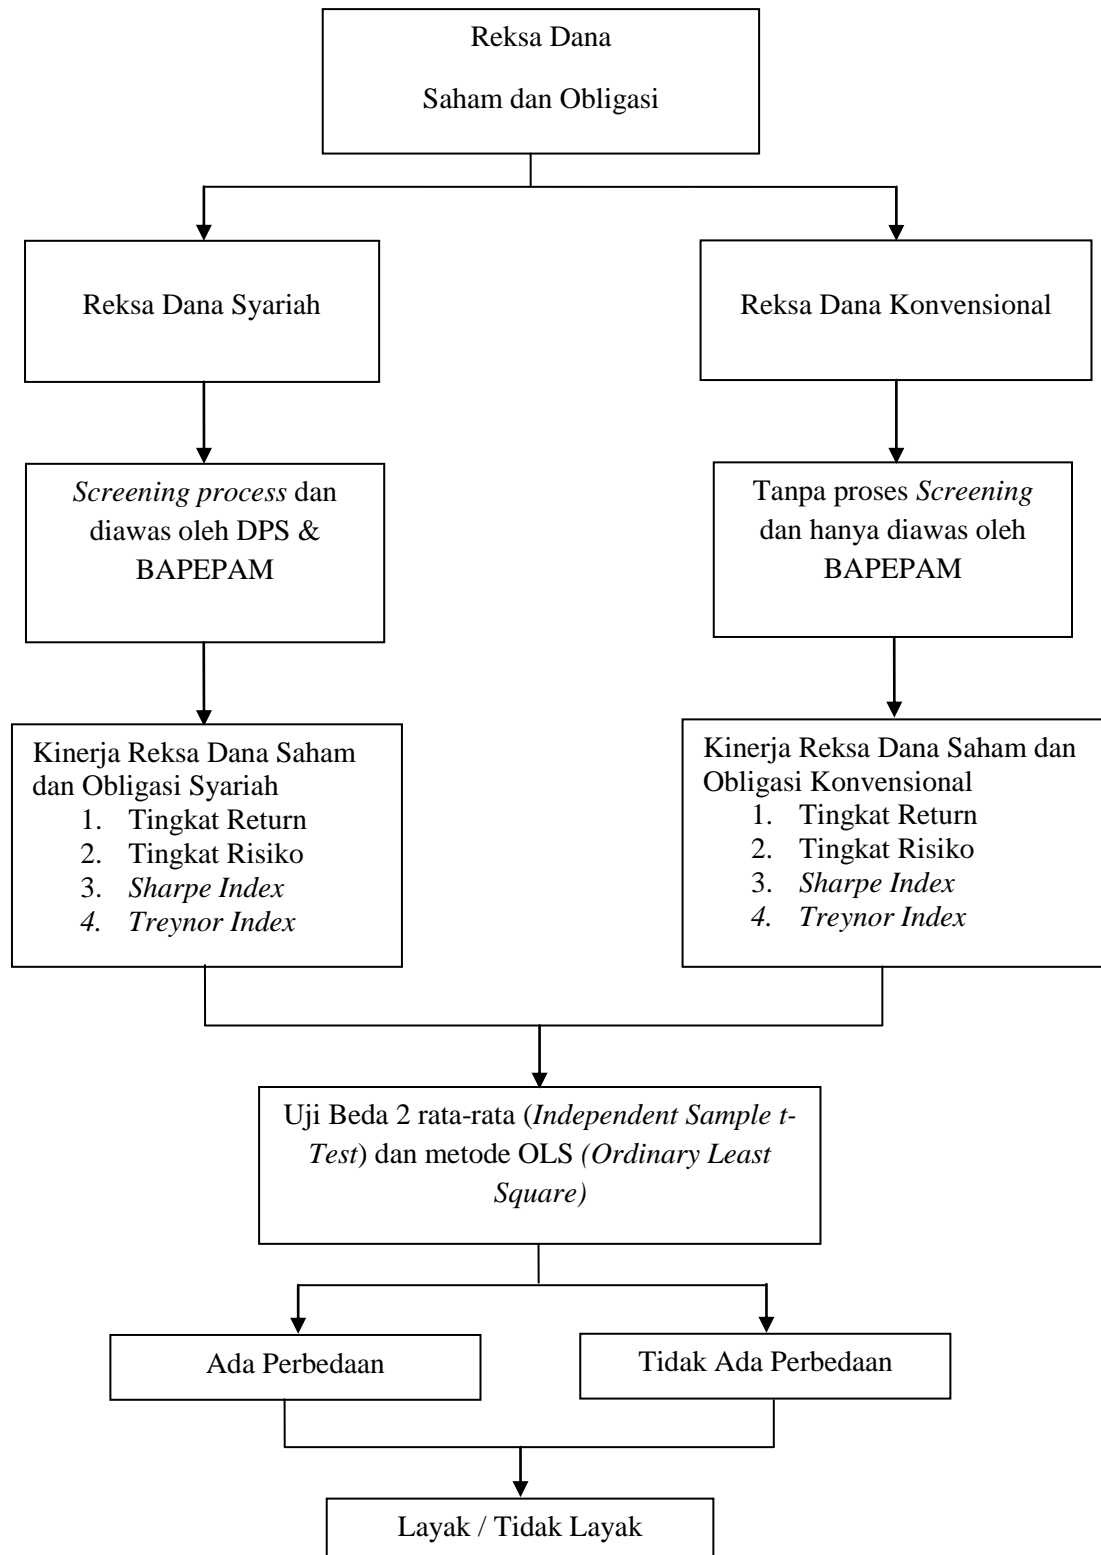 Reksa Dana
Saham dan Obligasi
Reksa Dana Syariah
Reksa Dana Konvensional
Screening process dan
diawas oleh DPS &
BAPEPAM
Tanpa proses Screening
dan hanya diawas oleh
BAPEPAM
Kinerja Reksa Dana Saham
dan Obligasi Syariah
1. Tingkat Return
2. Tingkat Risiko
3. Sharpe Index
4. Treynor Index
Kinerja Reksa Dana Saham dan
Obligasi Konvensional
1. Tingkat Return
2. Tingkat Risiko
3. Sharpe Index
4. Treynor Index
Uji Beda 2 rata-rata (Independent Sample t-
Test) dan metode OLS (Ordinary Least
Square)
Ada Perbedaan
Tidak Ada Perbedaan
Layak / Tidak Layak